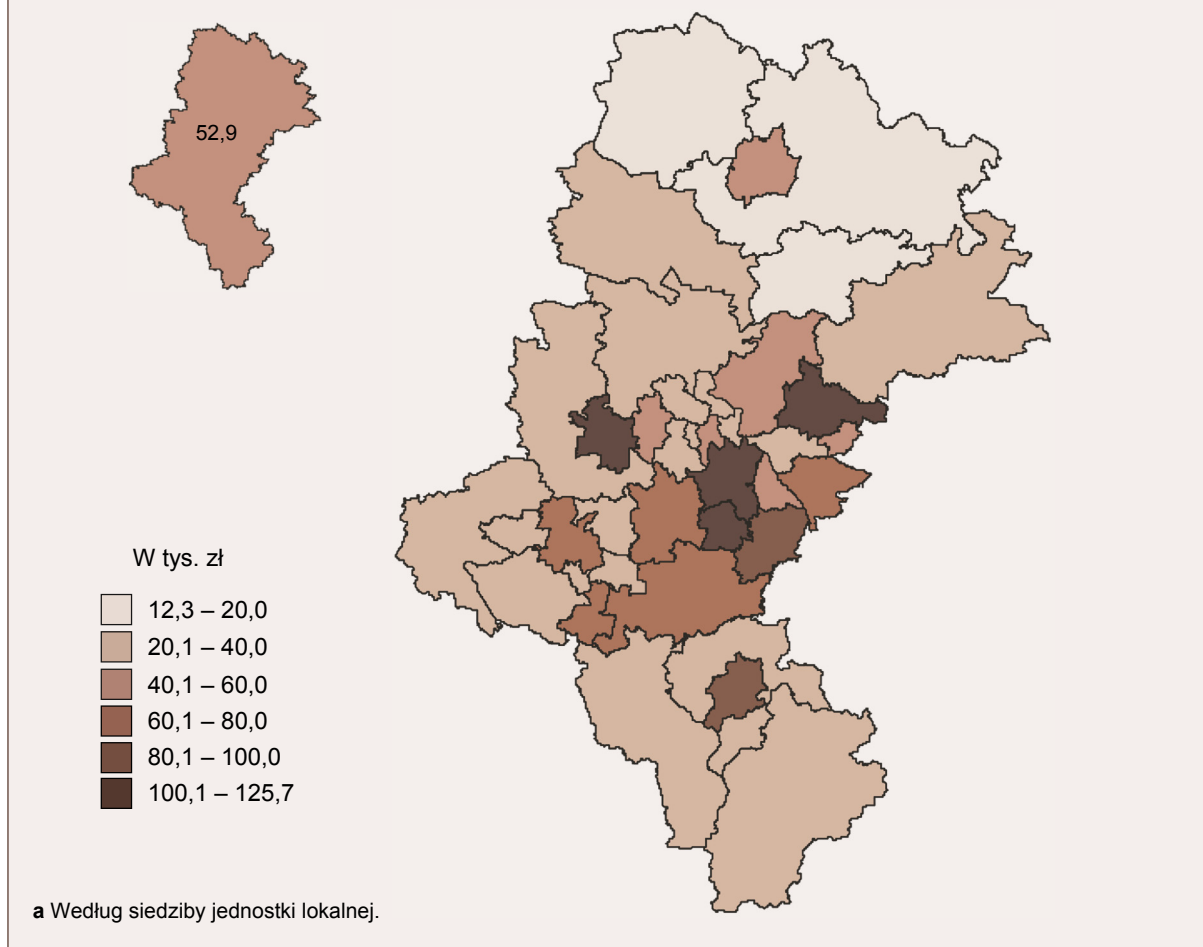 52,9
W tys. zł
12,3 – 20,0
20,1 – 40,0
40,1 – 60,0
60,1 – 80,0
80,1 – 100,0
100,1 – 125,7
a Według siedziby jednostki lokalnej.